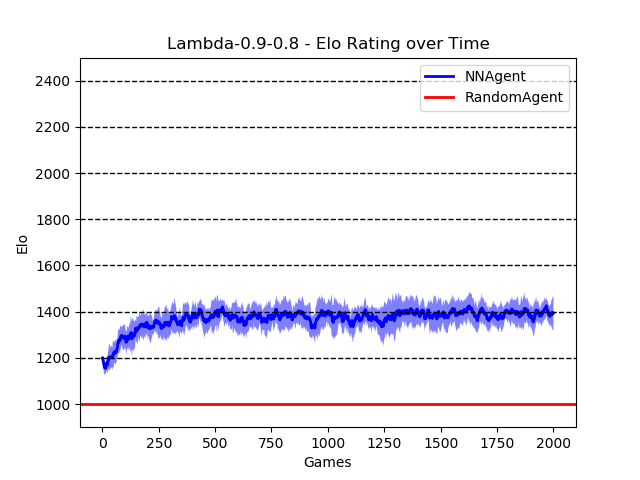 Lambda-0.9-0.8 - Elo Rating over Time
NNAgent
RandomAgent
2400
2200
2000
1800
1600
1400
1200
1000
Elo
0 250 500 750 1000 1250 1500 1750 2000
Games